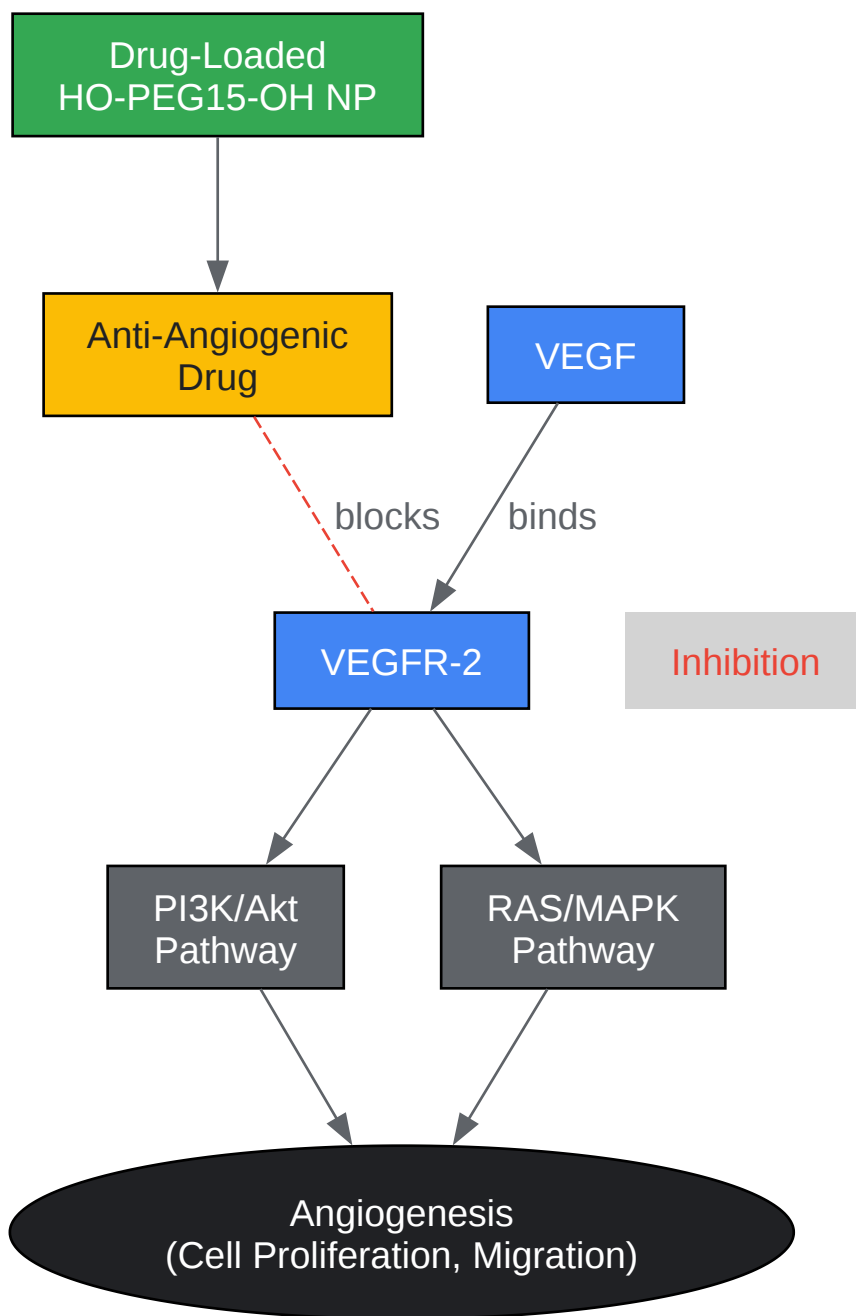 Drug-Loaded
HO-PEG15-OH NP
Anti-Angiogenic
Drug
VEGF
blocks
binds
VEGFR-2
Inhibition
PI3K/Akt
Pathway
RAS/MAPK
Pathway
Angiogenesis
(Cell Proliferation, Migration)